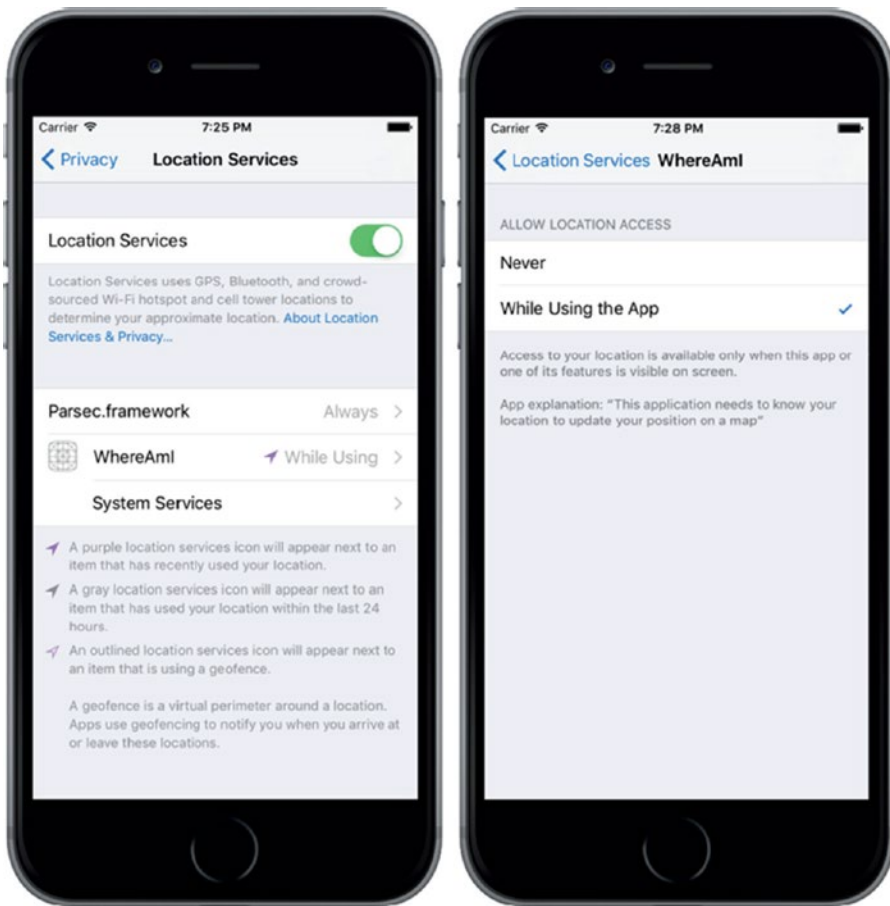 Carrier 7:25 PM
Privacy Location Services
Location Services
Location Services uses GPS, Bluetooth, and crowd-
sourced Wi-Fi hotspot and cell tower locations to
determine your approximate location. About Location
Services & Privacy...
Parsec.framework Always
WhereAmI While Using
System Services
A purple location services icon will appear next to an
item that has recently used your location.
A gray location services icon will appear next to an
item that has used your location within the last 24
hours.
An outlined location services icon will appear next to
an item that is using a geofence.
A geofence is a virtual perimeter around a location.
Apps use geofencing to notify you when you arrive at
or leave these locations.
Carrier 7:28 PM
Location Services WhereAmI
ALLOW LOCATION ACCESS
Never
While Using the App
Access to your location is available only when this app or
one of its features is visible on screen.
App explanation: “This application needs to know your
location to update your position on a map”